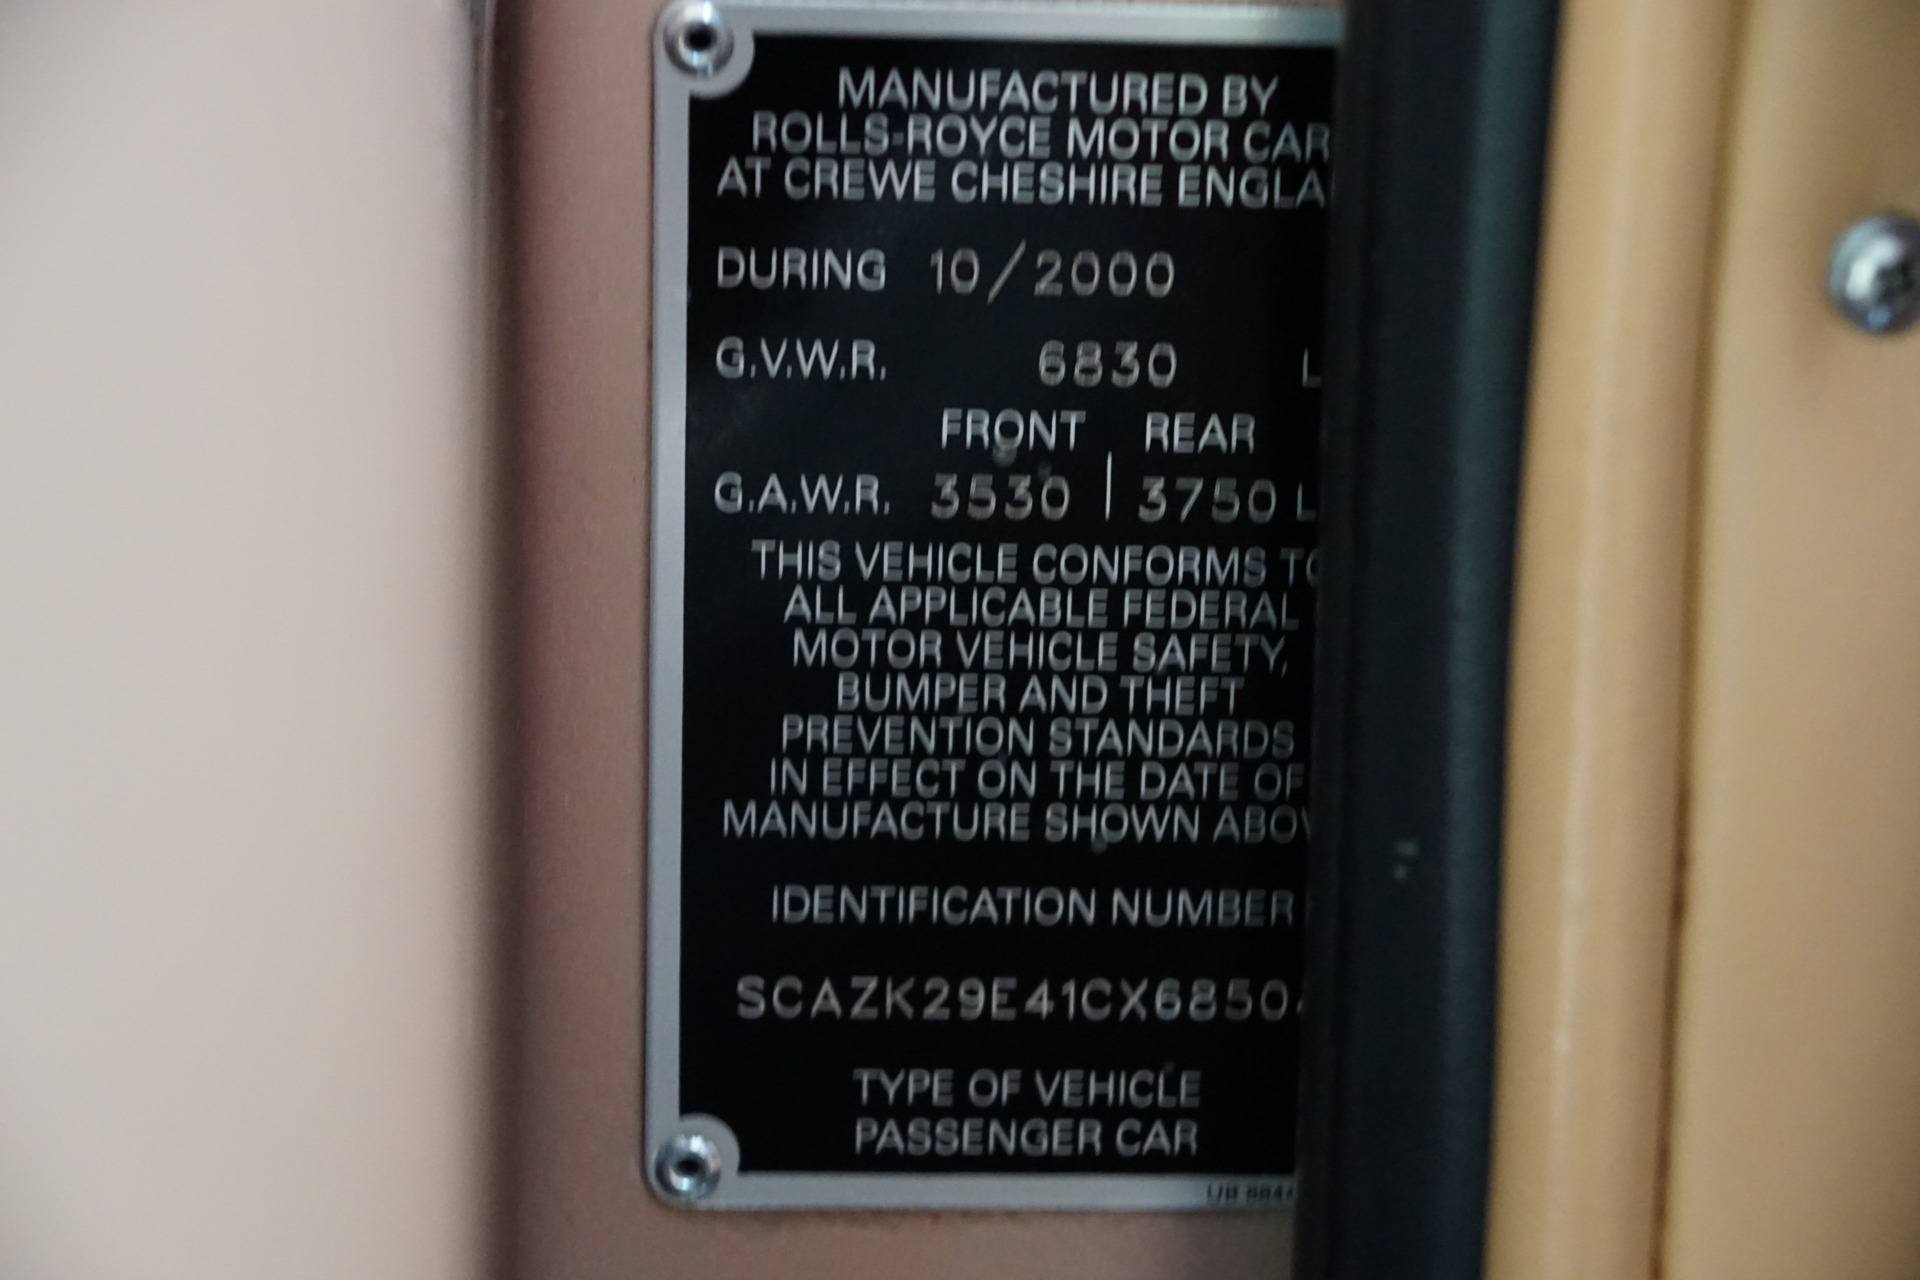 MANUFACTURED BY
ROLLS-ROYCE MOTOR CAR
AT CREWE CHESHIRE ENGLA
DURING 10/2000
G.V.W.R. 6830 L
FRONT REAR
G.A.W.R. 3530 | 3750 L
THIS VEHICLE CONFORMS TO
ALL APPLICABLE FEDERAL
MOTOR VEHICLE SAFETY,
BUMPER AND THEFT
PREVENTION STANDARDS
IN EFFECT ON THE DATE OF
MANUFACTURE SHOWN ABOV
IDENTIFICATION NUMBER
SCAZK29E41CX6850
TYPE OF VEHICLE
PASSENGER CAR